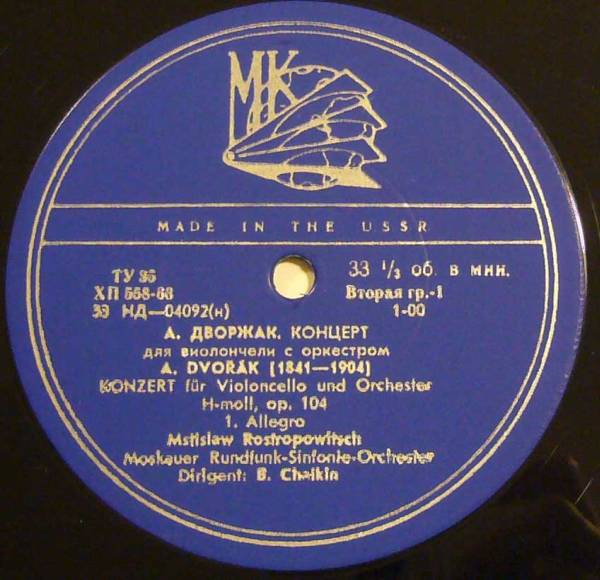 МК
MADE IN THE USSR
ТУ 35 33 1/3 об. в мин.
ХП 558-63 Вторая гр.-1
33 НД—04092(н) 1-00
А. ДВОРЖАК. КОНЦЕРТ
для виолончели с оркестром
A. DVOŘÁK (1841—1904)
KONZERT für Violoncello und Orchester
H-moll, op. 104
1. Allegro
Mstislaw Rostropowitsch
Moskauer Rundfunk-Sinfonie-Orchester
Dirigent: B. Chaikin